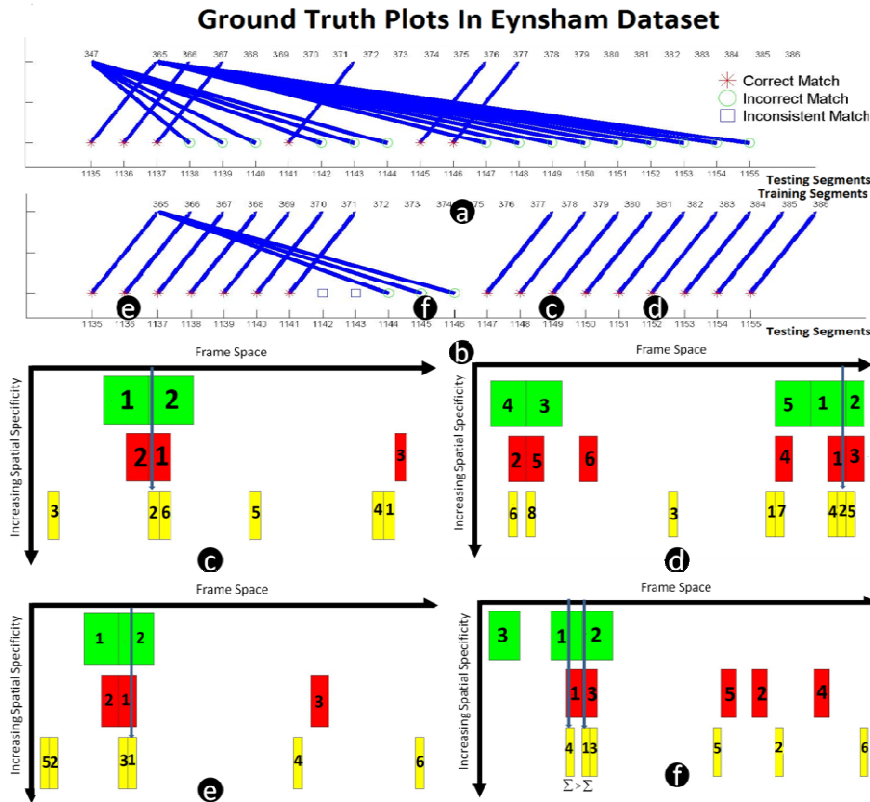 Ground Truth Plots In Eynsham Dataset
347 365 366 367 368 369 370 371 372 373 374 375 376 377 378 379 380 381 382 383 384 385 386
Correct Match
Incorrect Match
Inconsistent Match
1135 1136 1137 1138 1139 1140 1141 1142 1143 1144 1145 1146 1147 1148 1149 1150 1151 1152 1153 1154 1155
Testing Segments
Training Segments
a
365 366 367 368 369 370 371 372 373 374 375 376 377 378 379 380 381 382 383 384 385 386
e f c d
1135 1136 1137 1138 1139 1140 1141 1142 1143 1144 1145 1146 1147 1148 1149 1150 1151 1152 1153 1154 1155
Testing Segments
b
Frame Space
Increasing Spatial Specificity
1 2
2 1 3
3 2 6 5 4 1
c
Frame Space
Increasing Spatial Specificity
4 3 5 1 2
2 5 6 4 1 3
6 8 3 1 7 4 2 5
d
Frame Space
Increasing Spatial Specificity
1 2
2 1 3
5 2 3 1 4 6
e
Frame Space
Increasing Spatial Specificity
3 1 2
1 3 5 2 4
4 1 3 5 2 6
Σ > Σ
f